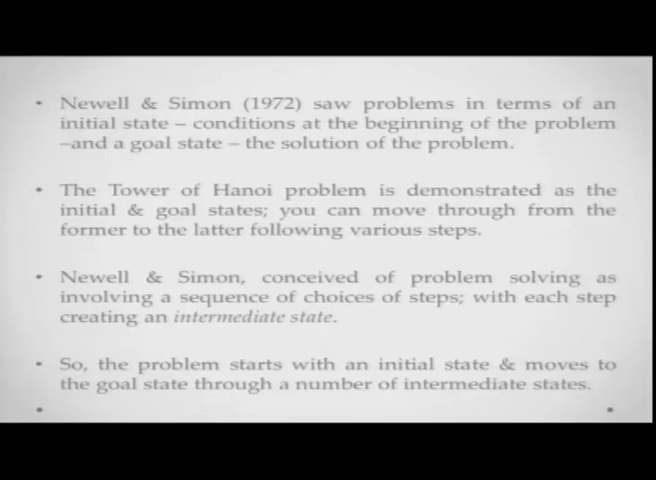 • Newell & Simon (1972) saw problems in terms of an
initial state – conditions at the beginning of the problem
–and a goal state – the solution of the problem.
• The Tower of Hanoi problem is demonstrated as the
initial & goal states; you can move through from the
former to the latter following various steps.
• Newell & Simon, conceived of problem solving as
involving a sequence of choices of steps; with each step
creating an intermediate state.
• So, the problem starts with an initial state & moves to
the goal state through a number of intermediate states.